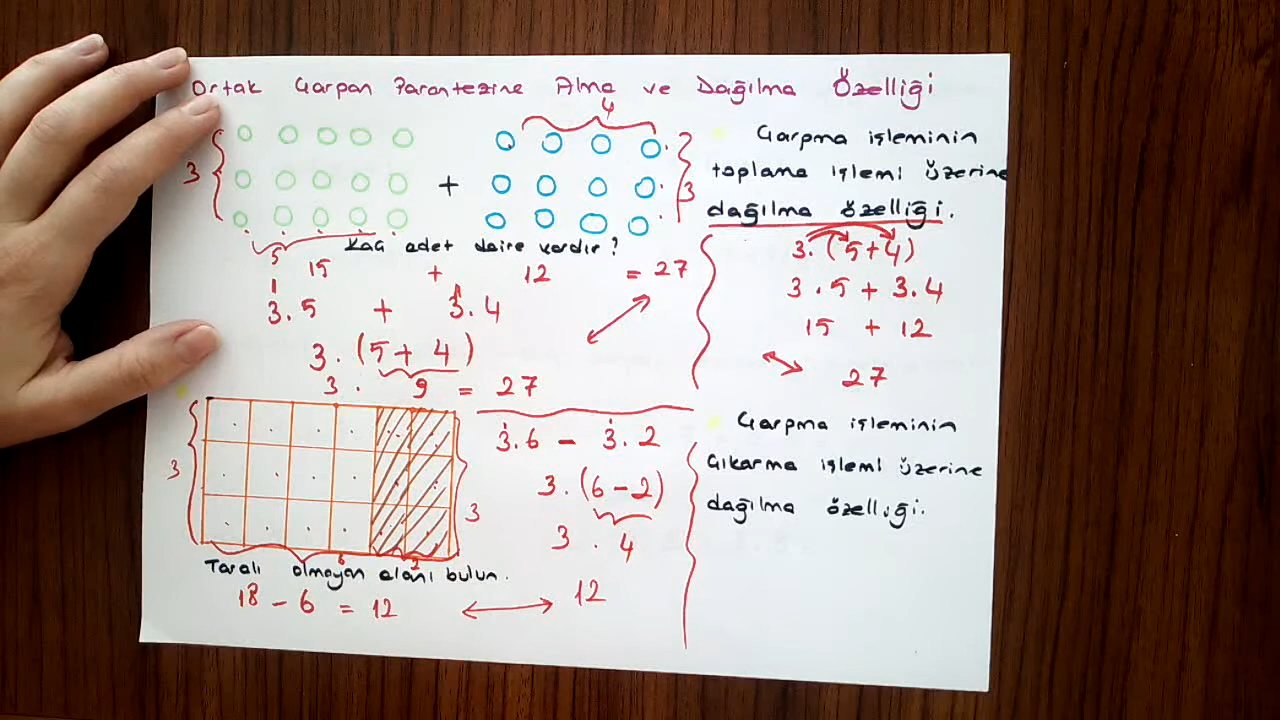 Ortak Çarpan Parantezine Alma ve Dağılma Özelliği
4
3
+
3
5
Kaç adet daire vardır?
15 + 12 = 27
3.5 + 3.4
3.(5+4)
3. 9 = 27
Çarpma işleminin
toplama işlemi üzerine
dağılma özelliği.
3.(5+4)
3.5 + 3.4
15 + 12
27
3
3
6
2
Taralı olmayan alanı bulun.
18 - 6 = 12
3.6 - 3.2
3.(6-2)
3 . 4
12
Çarpma işleminin
Çıkarma işlemi üzerine
dağılma özelliği.